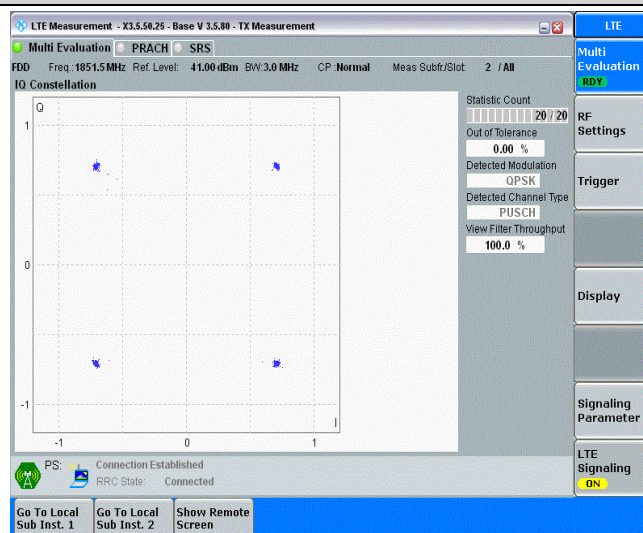 LTE Measurement - X3.5.50.25 - Base V 3.5.80 - TX Measurement
LTE
Multi Evaluation PRACH SRS
FDD Freq.:1851.5 MHz Ref. Level: 41.00 dBm BW:3.0 MHz CP :Normal Meas Subfr./Slot: 2 / All
IQ Constellation
Q
1
0
-1
-1 0 1
I
Statistic Count
20 / 20
Out of Tolerance
0.00 %
Detected Modulation
QPSK
Detected Channel Type
PUSCH
View Filter Throughput
100.0 %
PS: Connection Established
RRC State: Connected
Multi
Evaluation
RDY
RF
Settings
Trigger
Display
Signaling
Parameter
LTE
Signaling
ON
Go To Local
Sub Inst. 1
Go To Local
Sub Inst. 2
Show Remote
Screen